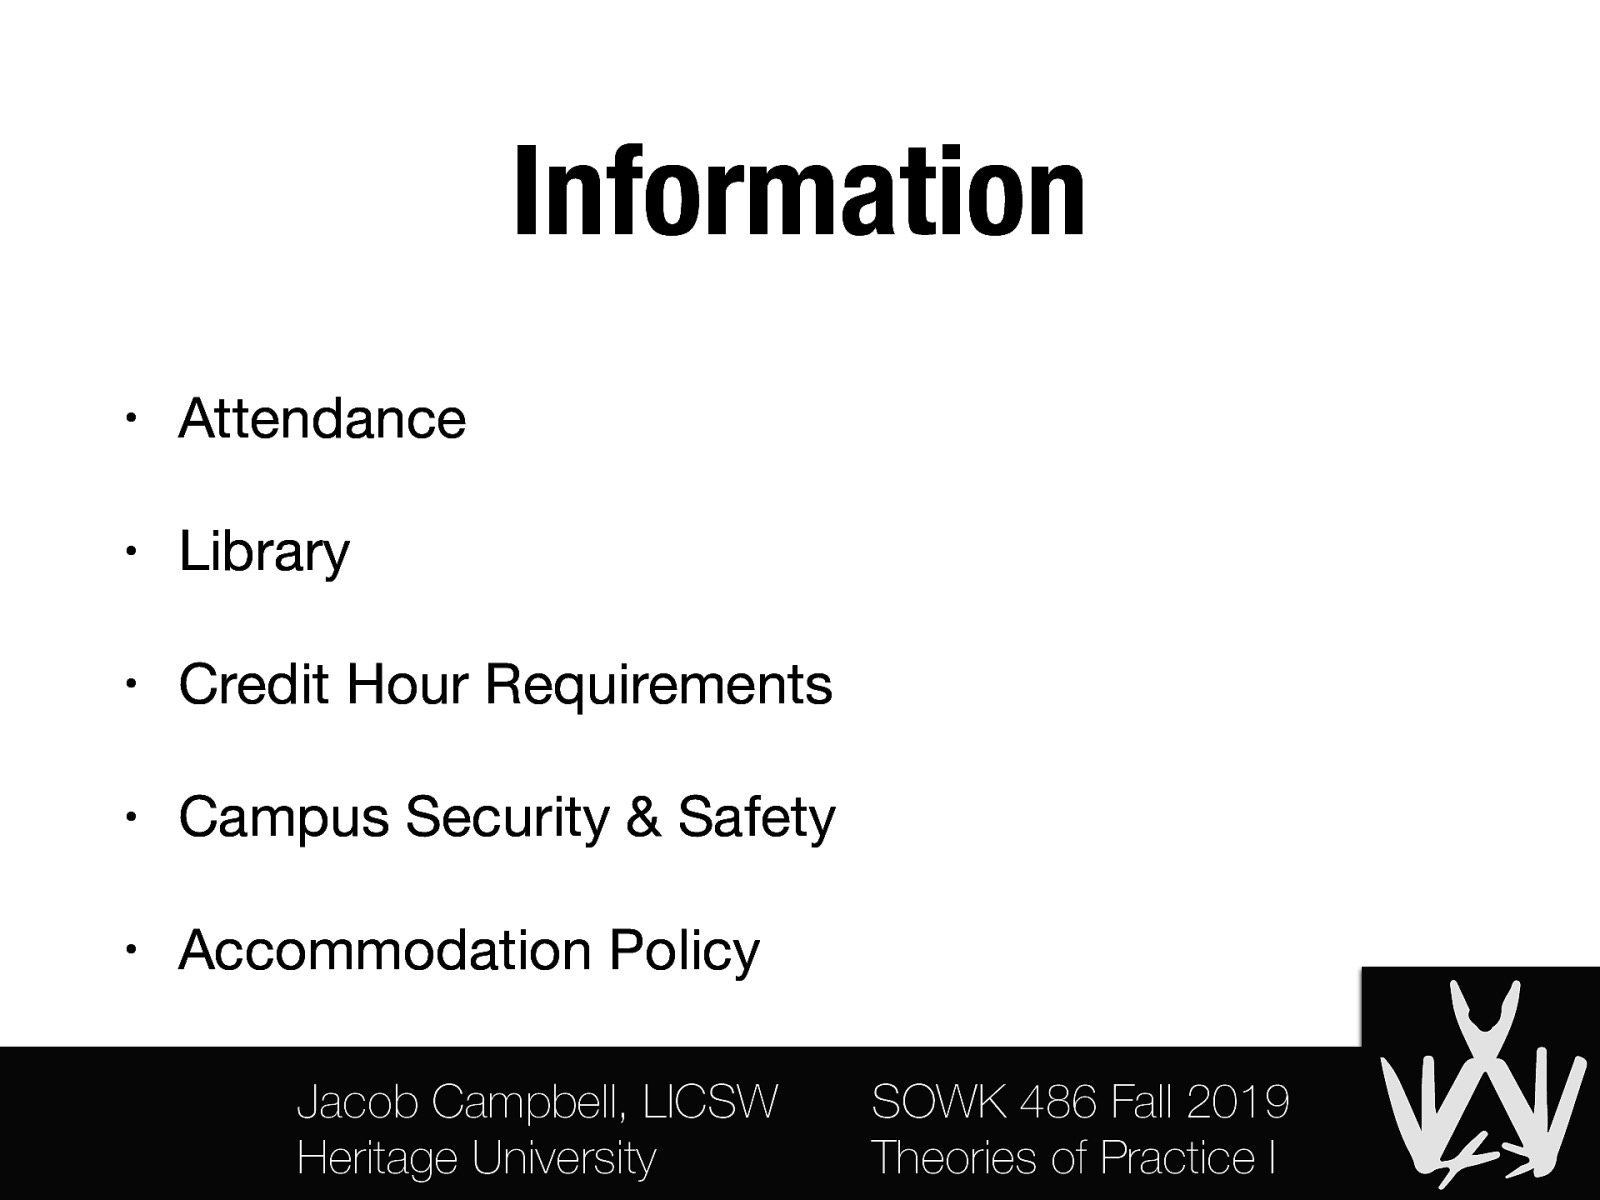 Information
• Attendance
• Library
• Credit Hour Requirements
• Campus Security & Safety
• Accommodation Policy
Jacob Campbell, LICSW
Heritage University
SOWK 486 Fall 2019
Theories of Practice I